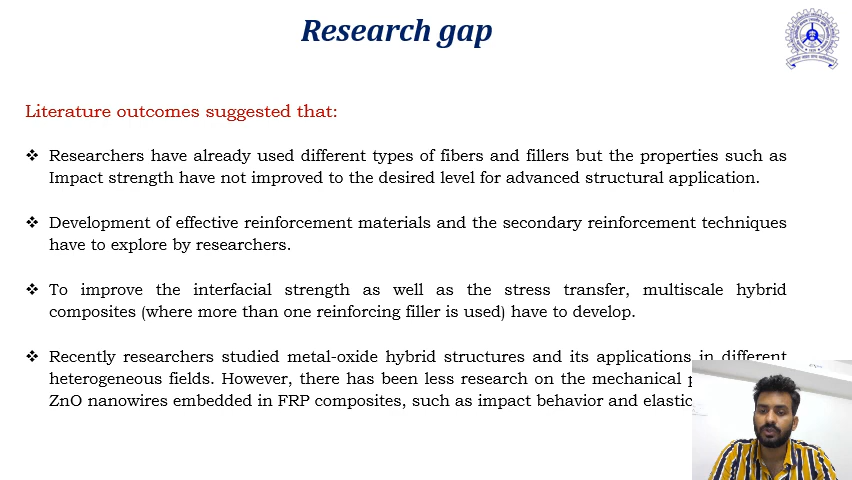 Research gap
Literature outcomes suggested that:
❖ Researchers have already used different types of fibers and fillers but the properties such as
Impact strength have not improved to the desired level for advanced structural application.
❖ Development of effective reinforcement materials and the secondary reinforcement techniques
have to explore by researchers.
❖ To improve the interfacial strength as well as the stress transfer, multiscale hybrid
composites (where more than one reinforcing filler is used) have to develop.
❖ Recently researchers studied metal-oxide hybrid structures and its applications in different
heterogeneous fields. However, there has been less research on the mechanical
ZnO nanowires embedded in FRP composites, such as impact behavior and elastic